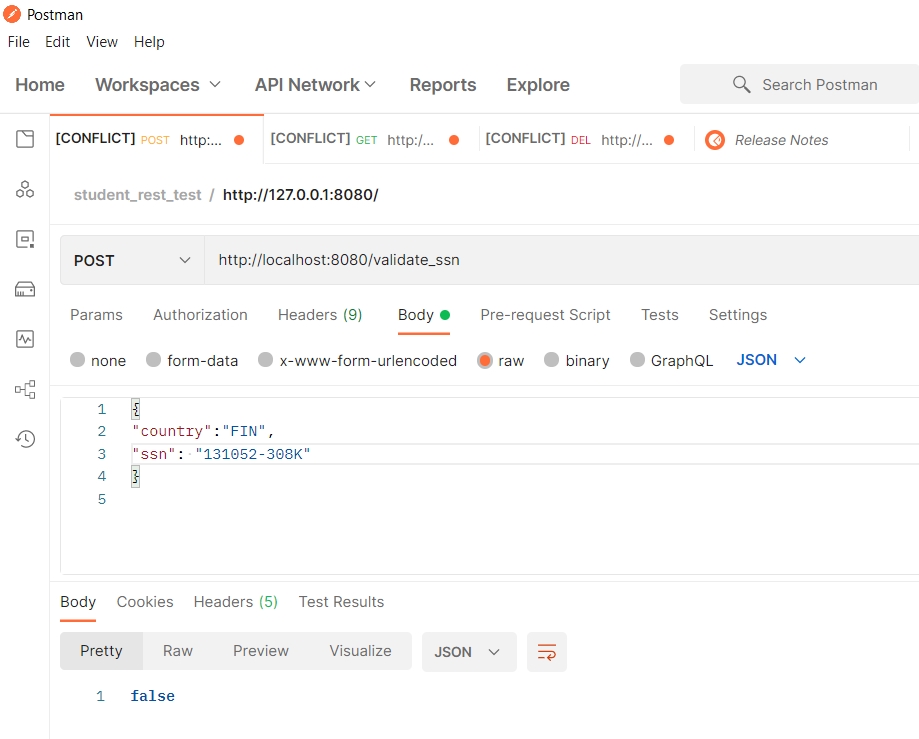 Postman
File Edit View Help
Home Workspaces API Network Reports Explore Search Postman
[CONFLICT] POST http:... [CONFLICT] GET http:/... [CONFLICT] DEL http://... Release Notes
student_rest_test / http://127.0.0.1:8080/
POST http://localhost:8080/validate_ssn
Params Authorization Headers (9) Body Pre-request Script Tests Settings
none form-data x-www-form-urlencoded raw binary GraphQL JSON
1 {
2 "country":"FIN",
3 "ssn": "131052-308K"
4 }
5
Body Cookies Headers (5) Test Results
Pretty Raw Preview Visualize JSON
1 false